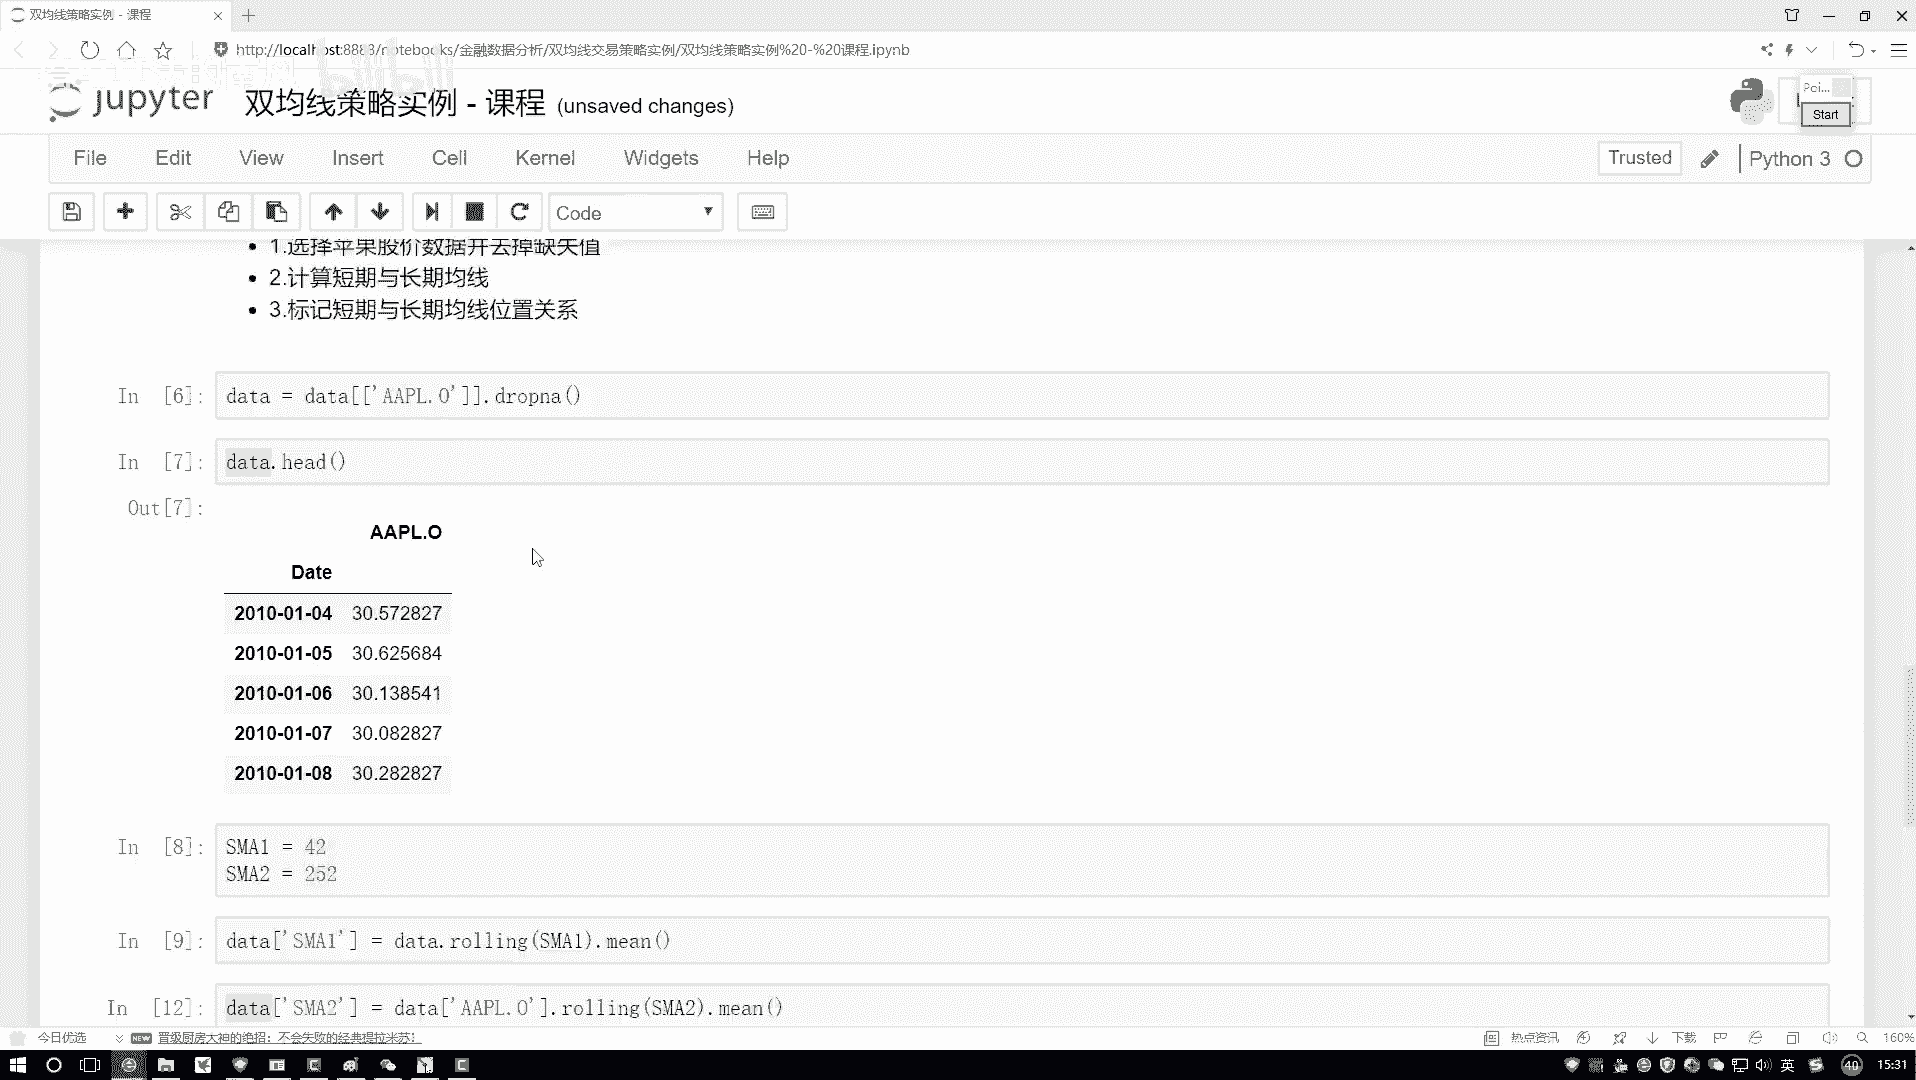 双均线策略实例 - 课程
http://localhost:8883/notebooks/金融数据分析/双均线交易策略实例/双均线策略实例%20-%20课程.ipynb
bilibili
jupyter 双均线策略实例 - 课程 (unsaved changes)
Poi...
Start
File Edit View Insert Cell Kernel Widgets Help
Trusted Python 3
Code
1.选择苹果股价数据并去掉缺失值
2.计算短期与长期均线
3.标记短期与长期均线位置关系
In [6]: data = data[['AAPL.O']].dropna()
In [7]: data.head()
Out[7]:
AAPL.O
Date
2010-01-04 30.572827
2010-01-05 30.625684
2010-01-06 30.138541
2010-01-07 30.082827
2010-01-08 30.282827
In [8]: SMA1 = 42
SMA2 = 252
In [9]: data['SMA1'] = data.rolling(SMA1).mean()
In [12]: data['SMA2'] = data['AAPL.O'].rolling(SMA2).mean()
今日优选 NEW 晋级厨房大神的绝招：不会失败的经典提拉米苏！ 热点资讯 下载 160%
英 40 15:31